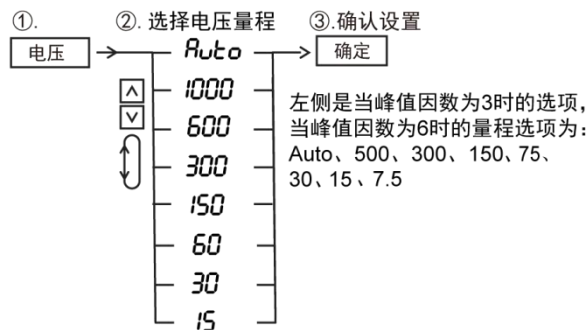 ①.
②. 选择电压量程
③.确认设置
电压
Auto
确定
1000
600
300
150
60
30
15
左侧是当峰值因数为3时的选项，
当峰值因数为6时的量程选项为：
Auto、500、300、150、75、
30、15、7.5